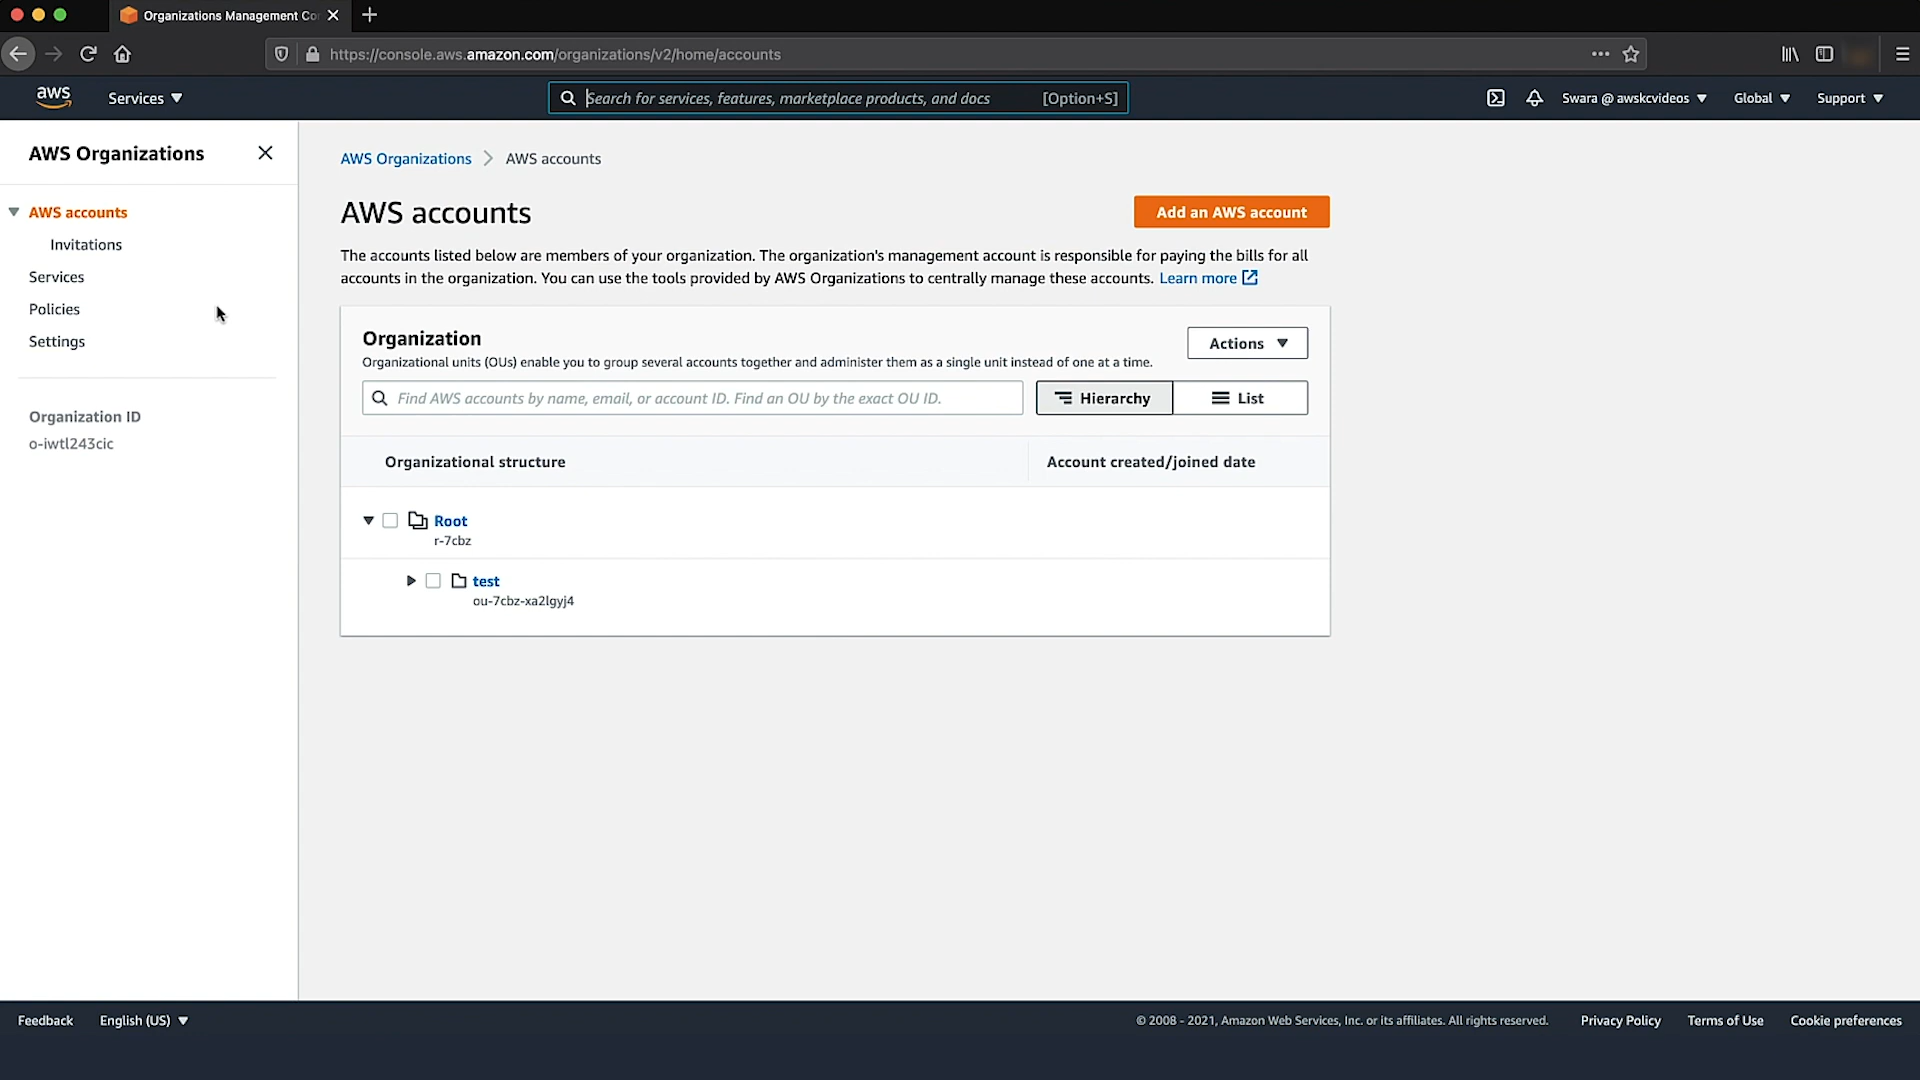 Organizations Management Co
https://console.aws.amazon.com/organizations/v2/home/accounts
aws
Services
Search for services, features, marketplace products, and docs [Option+S]
Swara @ awskcvideos
Global
Support
AWS Organizations
AWS accounts
Invitations
Services
Policies
Settings
Organization ID
o-iwtl243cic
AWS Organizations > AWS accounts
AWS accounts
Add an AWS account
The accounts listed below are members of your organization. The organization's management account is responsible for paying the bills for all
accounts in the organization. You can use the tools provided by AWS Organizations to centrally manage these accounts. Learn more
Organization
Actions
Organizational units (OUs) enable you to group several accounts together and administer them as a single unit instead of one at a time.
Find AWS accounts by name, email, or account ID. Find an OU by the exact OU ID.
Hierarchy
List
Organizational structure
Account created/joined date
Root
r-7cbz
test
ou-7cbz-xa2lgyj4
Feedback
English (US)
© 2008 - 2021, Amazon Web Services, Inc. or its affiliates. All rights reserved.
Privacy Policy
Terms of Use
Cookie preferences